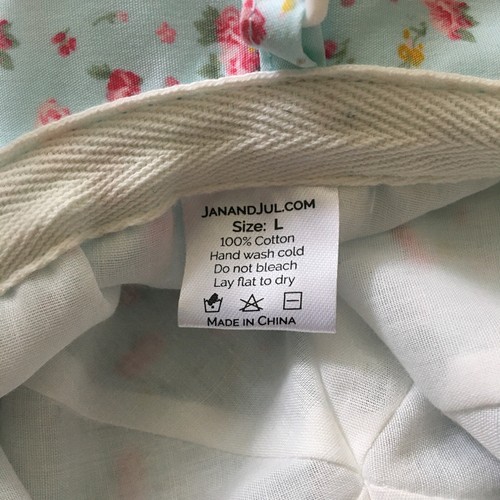 JANANDJUL.COM
Size: L
100% Cotton
Hand wash cold
Do not bleach
Lay flat to dry
MADE IN CHINA